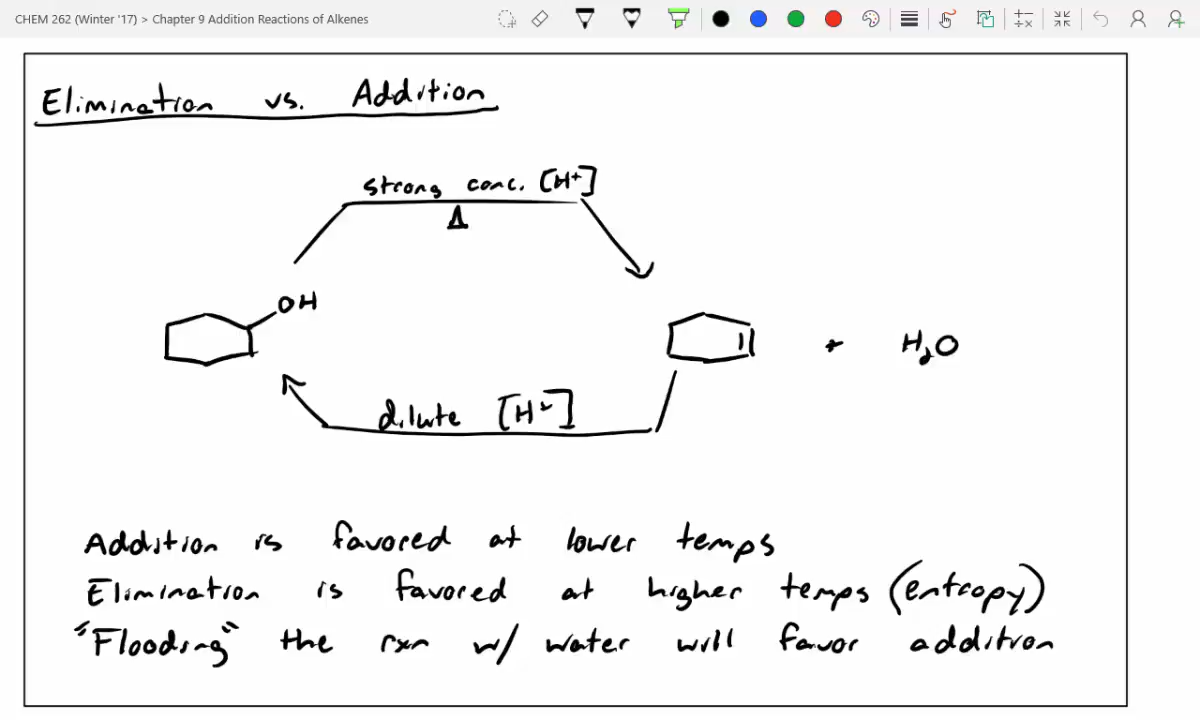 CHEM 262 (Winter '17) > Chapter 9 Addition Reactions of Alkenes
Elimination vs. Addition
strong conc. [H+]
Δ
OH
+ H₂O
dilute [H+]
Addition is favored at lower temps
Elimination is favored at higher temps (entropy)
"Flooding" the rxn w/ water will favor addition